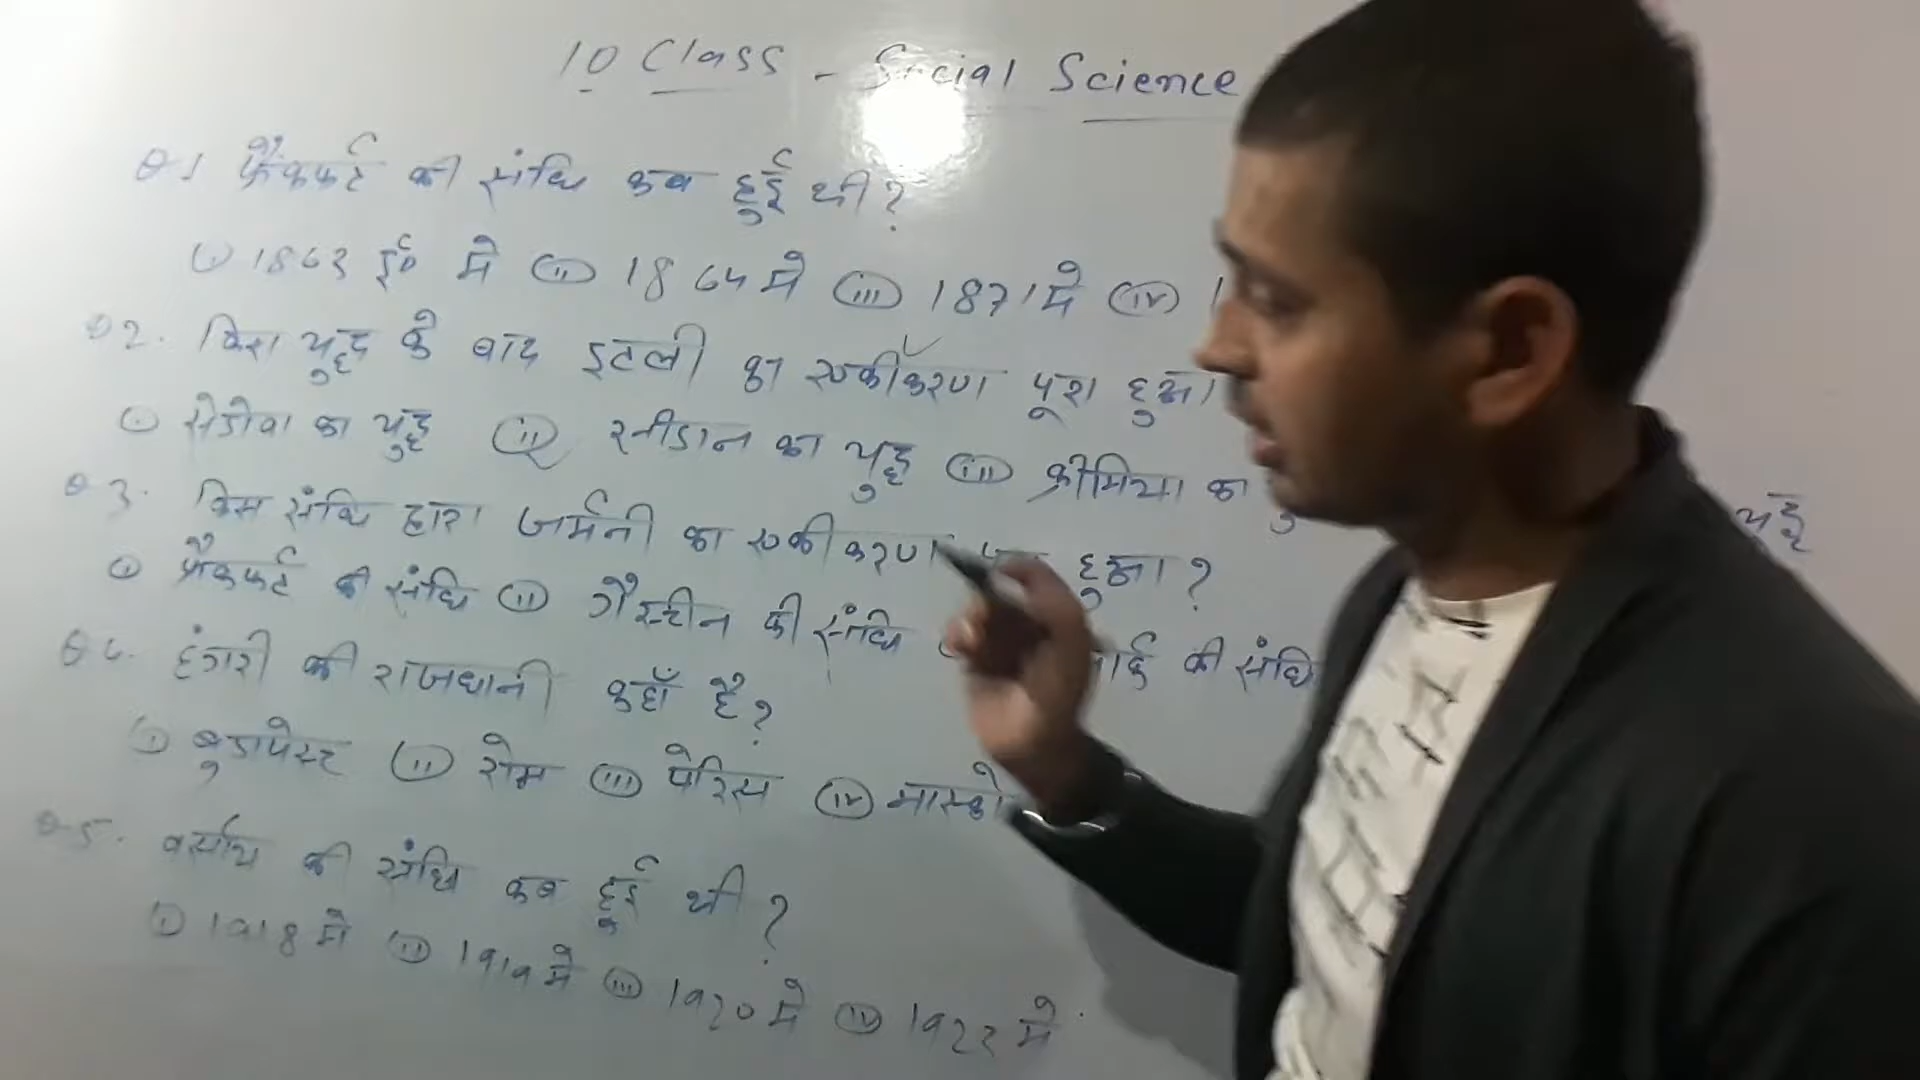 10 Class - Social Science
Q1 फ्रैंकफर्ट की संधि कब हुई थी?
(i) 1863 ई० में (ii) 1864 में (iii) 1871 में (iv) 1
Q2. किस युद्ध के बाद इटली का एकीकरण पूरा हुआ
(i) सेडोवा का युद्ध (ii) सीडान का युद्ध (iii) क्रीमिया का युद्ध
Q3. किस संधि द्वारा जर्मनी का एकीकरण हुआ?
(i) फ्रैंकफर्ट की संधि (ii) गैस्टीन की संधि की संधि
Q4. हंगरी की राजधानी कहाँ है?
(i) बुडापेस्ट (ii) रोम (iii) पेरिस (iv) मास्को
Q5. वर्साय की संधि कब हुई थी?
(i) 1918 में (ii) 1919 में (iii) 1920 में (iv) 1922 में